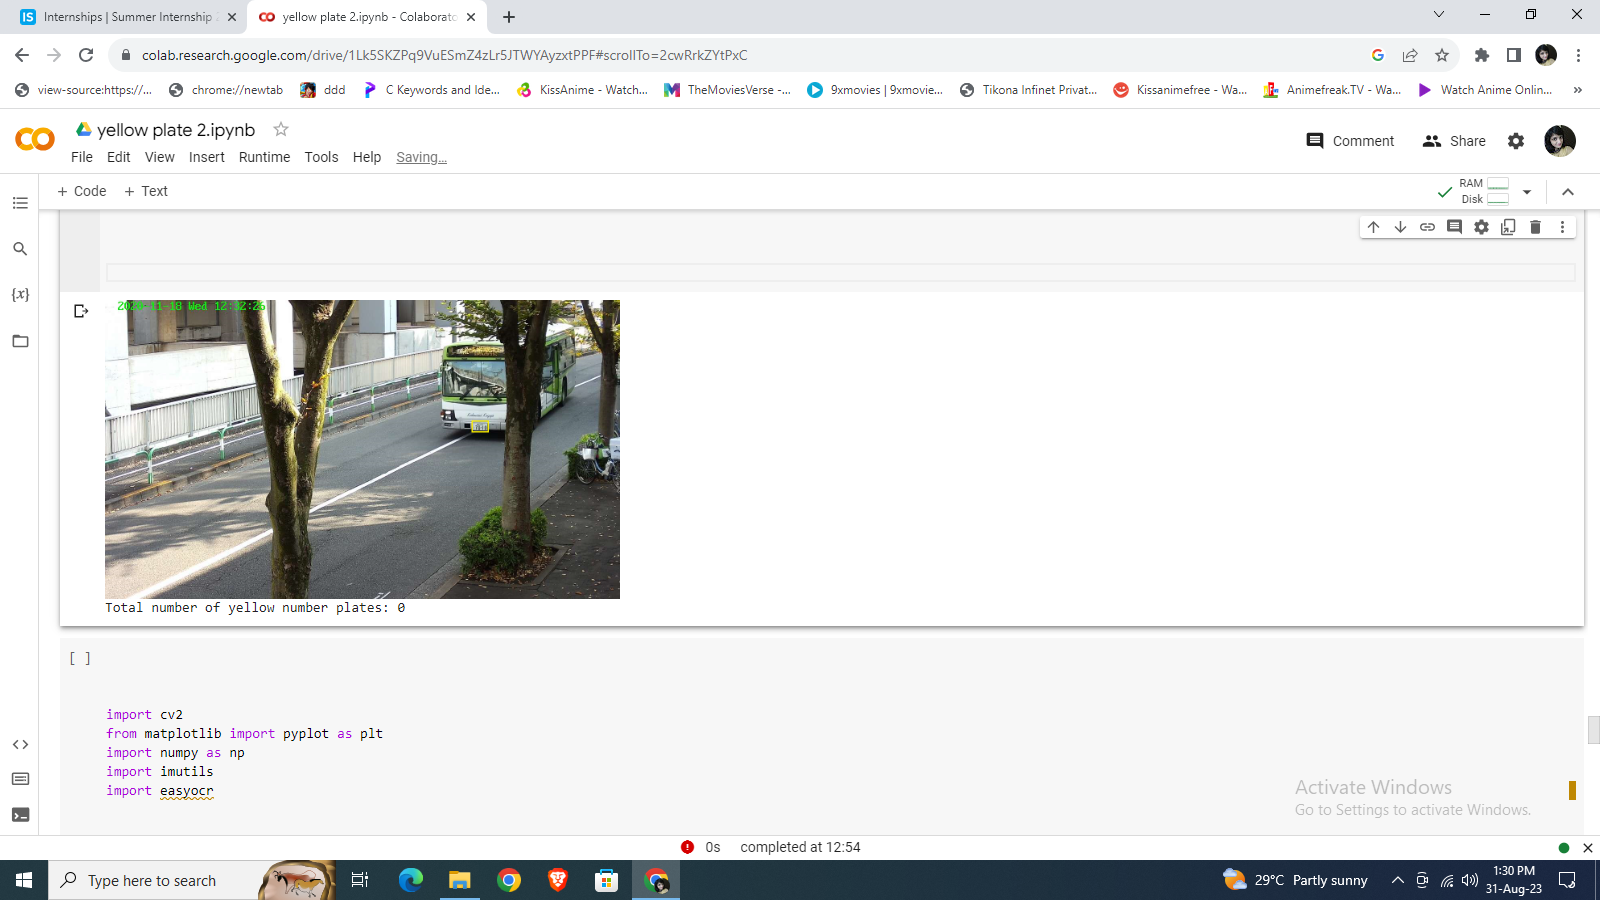 Internships | Summer Internship
yellow plate 2.ipynb - Colaborato
colab.research.google.com/drive/1Lk5SKZPq9VuESmZ4zLr5JTWYAyzxtPPF#scrollTo=2cwRrkZYtPxC
view-source:https://...
chrome://newtab
ddd
C Keywords and Ide...
KissAnime - Watch...
TheMoviesVerse -...
9xmovies | 9xmovie...
Tikona Infinet Privat...
Kissanimefree - Wa...
Animefreak.TV - Wa...
Watch Anime Onlin...
»
yellow plate 2.ipynb
Comment
Share
File Edit View Insert Runtime Tools Help Saving...
+ Code + Text
RAM
Disk
{x}
Wed 12:32:26
Total number of yellow number plates: 0
[ ]
import cv2
from matplotlib import pyplot as plt
import numpy as np
import imutils
import easyocr
Activate Windows
Go to Settings to activate Windows.
0s completed at 12:54
Type here to search
29°C Partly sunny
1:30 PM
31-Aug-23